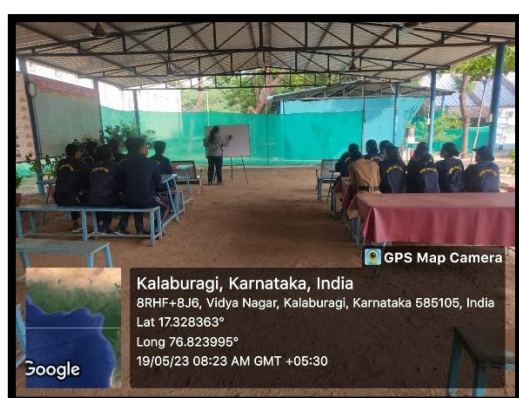 GPS Map Camera
Kalaburagi, Karnataka, India
8RHF+8J6, Vidya Nagar, Kalaburagi, Karnataka 585105, India
Lat 17.328363°
Long 76.823995°
19/05/23 08:23 AM GMT +05:30
Google